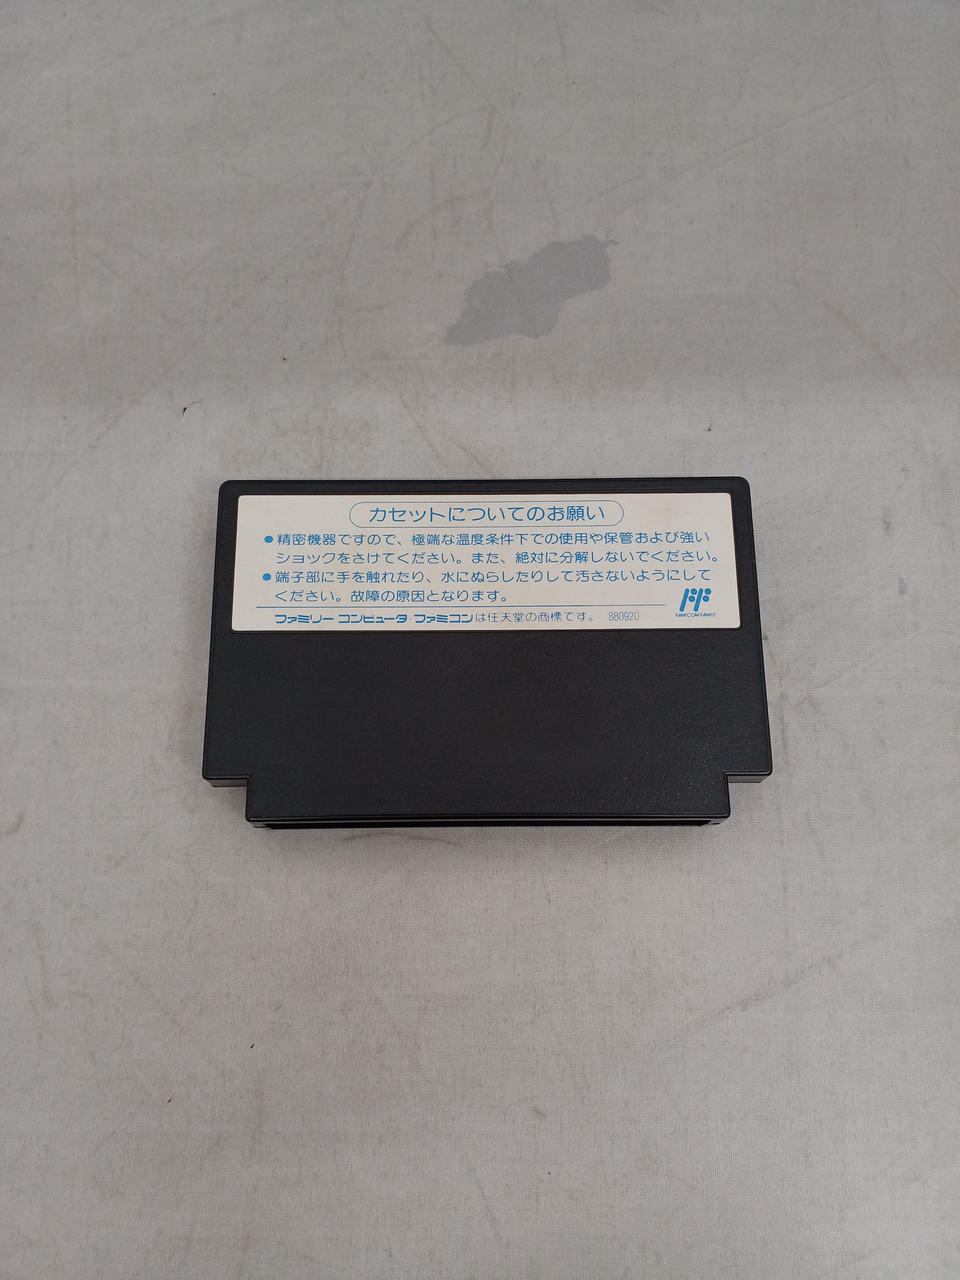 カセットについてのお願い
●精密機器ですので、極端な温度条件下での使用や保管および強い
ショックをさけてください。また、絶対に分解しないでください。
●端子部に手を触れたり、水にぬらしたりして汚さないようにして
ください。故障の原因となります。
FF
FAMICOM FAMILY
ファミリー コンピュータ・ファミコンは任天堂の商標です。 880920